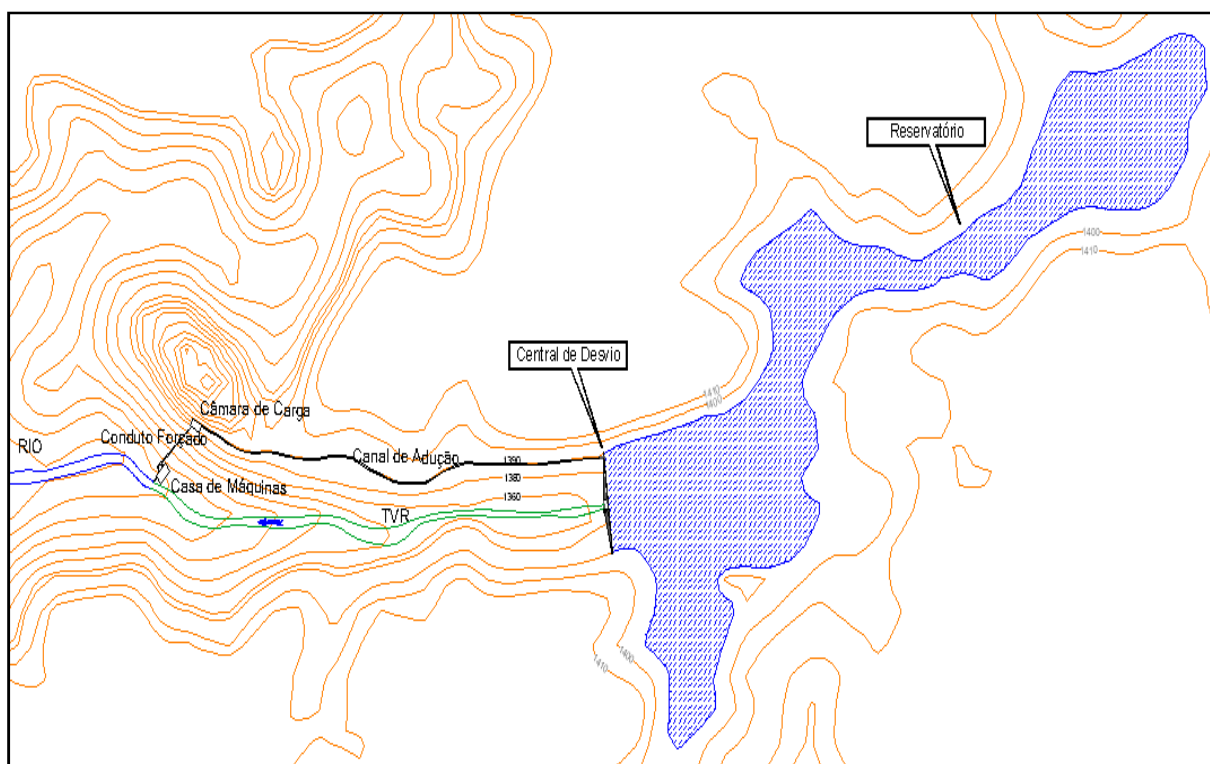 Reservatório
1400
1410
Central de Desvio
1410
1400
Câmara de Carga
Conduto Forçado
RIO
Canal de Adução
1390
Casa de Máquinas
1380
1360
TVR
1400
1410